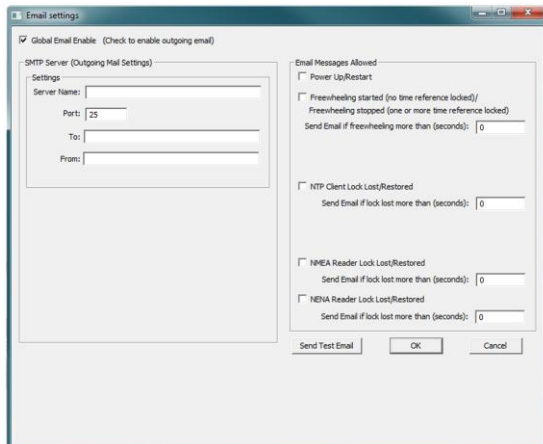 Email settings
Global Email Enable (Check to enable outgoing email)
SMTP Server (Outgoing Mail Settings)
Settings
Server Name:
Port: 25
To:
From:
Email Messages Allowed
Power Up/Restart
Freewheeling started (no time reference locked)/
Freewheeling stopped (one or more time reference locked)
Send Email if freewheeling more than (seconds): 0
NTP Client Lock Lost/Restored
Send Email if lock lost more than (seconds): 0
NMEA Reader Lock Lost/Restored
Send Email if lock lost more than (seconds): 0
NENA Reader Lock Lost/Restored
Send Email if lock lost more than (seconds): 0
Send Test Email OK Cancel